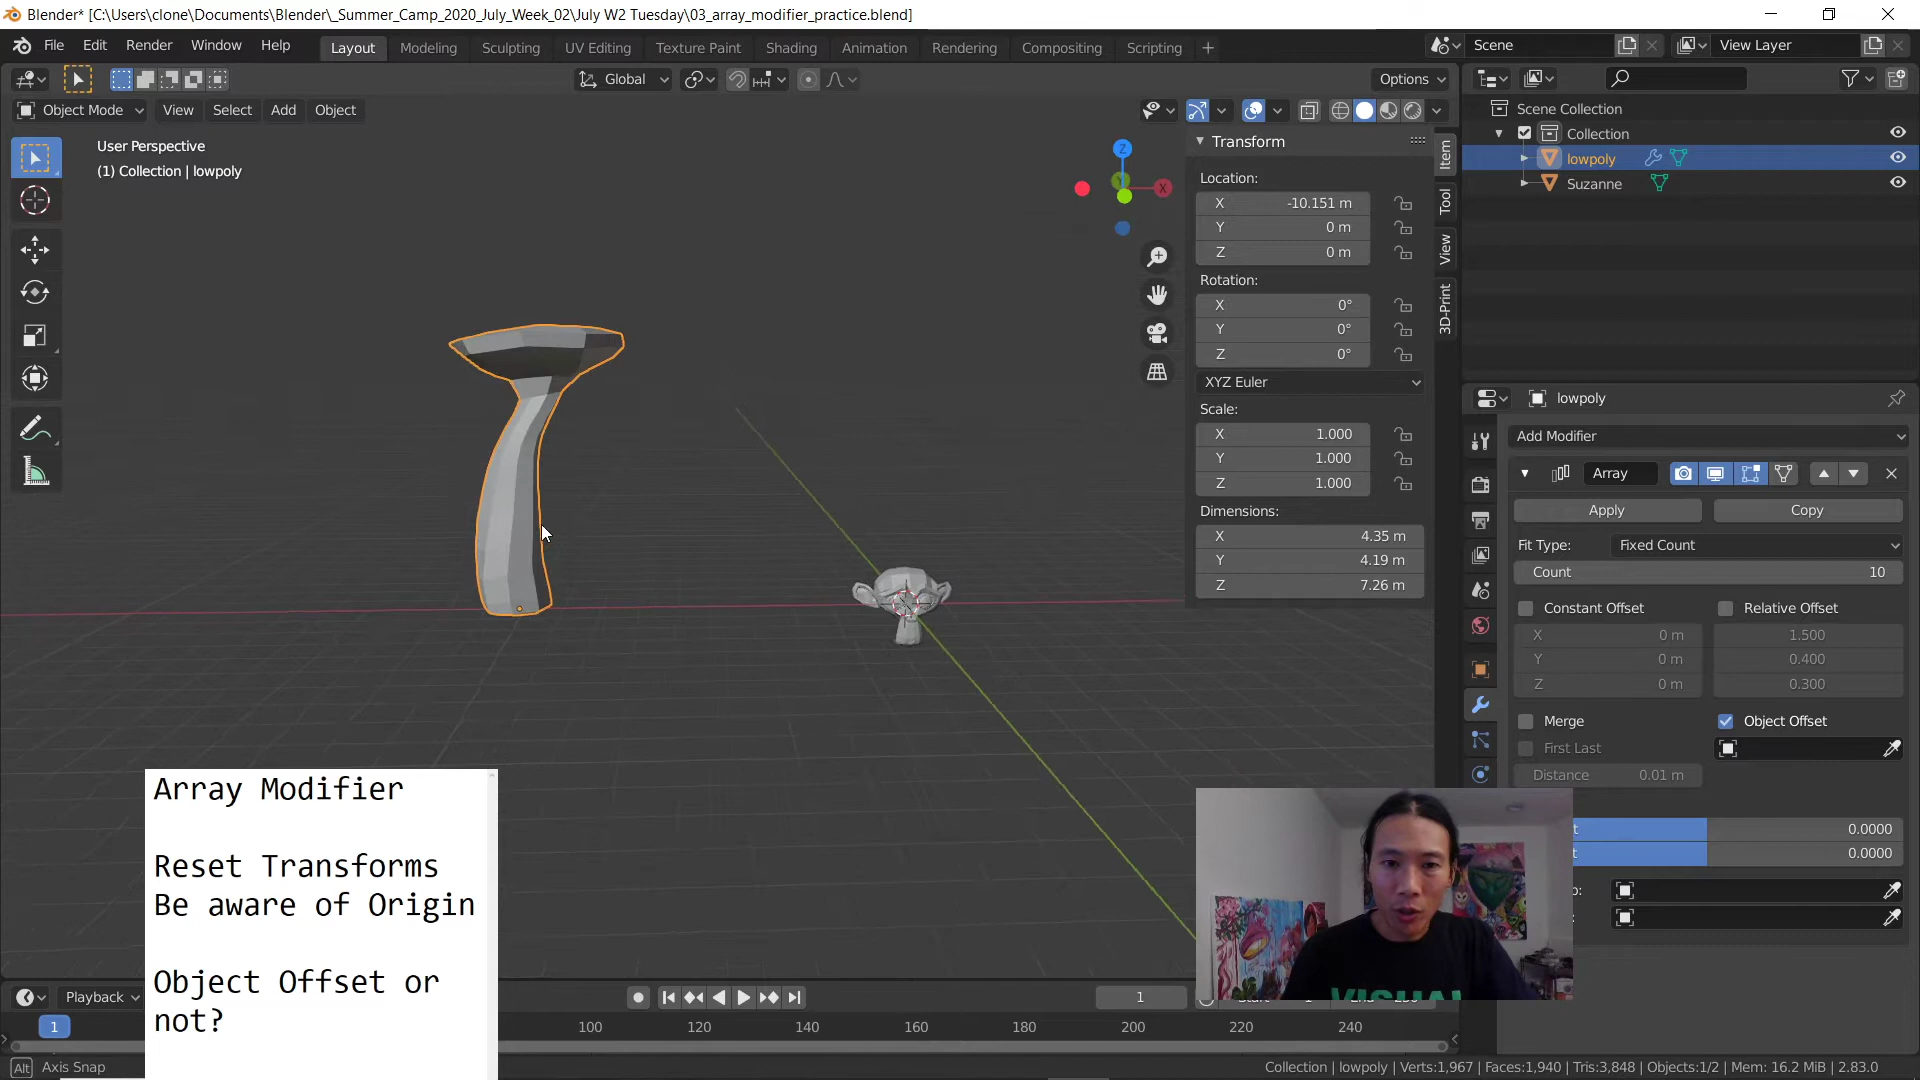 Blender* [C:\Users\clone\Documents\Blender\_Summer_Camp_2020_July_Week_02\July W2 Tuesday\03_array_modifier_practice.blend]
File Edit Render Window Help
Layout Modeling Sculpting UV Editing Texture Paint Shading Animation Rendering Compositing Scripting +
Scene
View Layer
Global
Options
Object Mode View Select Add Object
User Perspective
(1) Collection | lowpoly
Z
X
Transform
Location:
X -10.151 m
Y 0 m
Z 0 m
Rotation:
X 0°
Y 0°
Z 0°
XYZ Euler
Scale:
X 1.000
Y 1.000
Z 1.000
Dimensions:
X 4.35 m
Y 4.19 m
Z 7.26 m
Item
Tool
View
3D-Print
Scene Collection
Collection
lowpoly
Suzanne
lowpoly
Add Modifier
Array
Apply Copy
Fit Type: Fixed Count
Count 10
Constant Offset Relative Offset
X 0 m 1.500
Y 0 m 0.400
Z 0 m 0.300
Merge Object Offset
First Last
Distance 0.01 m
t 0.0000
t 0.0000
Array Modifier
Reset Transforms
Be aware of Origin
Object Offset or
not?
VISUAL
Playback
1
1
100 120 140 160 180 200 220 240
Alt Axis Snap
Collection | lowpoly | Verts:1,967 | Faces:1,940 | Tris:3,848 | Objects:1/2 | Mem: 16.2 MiB | 2.83.0